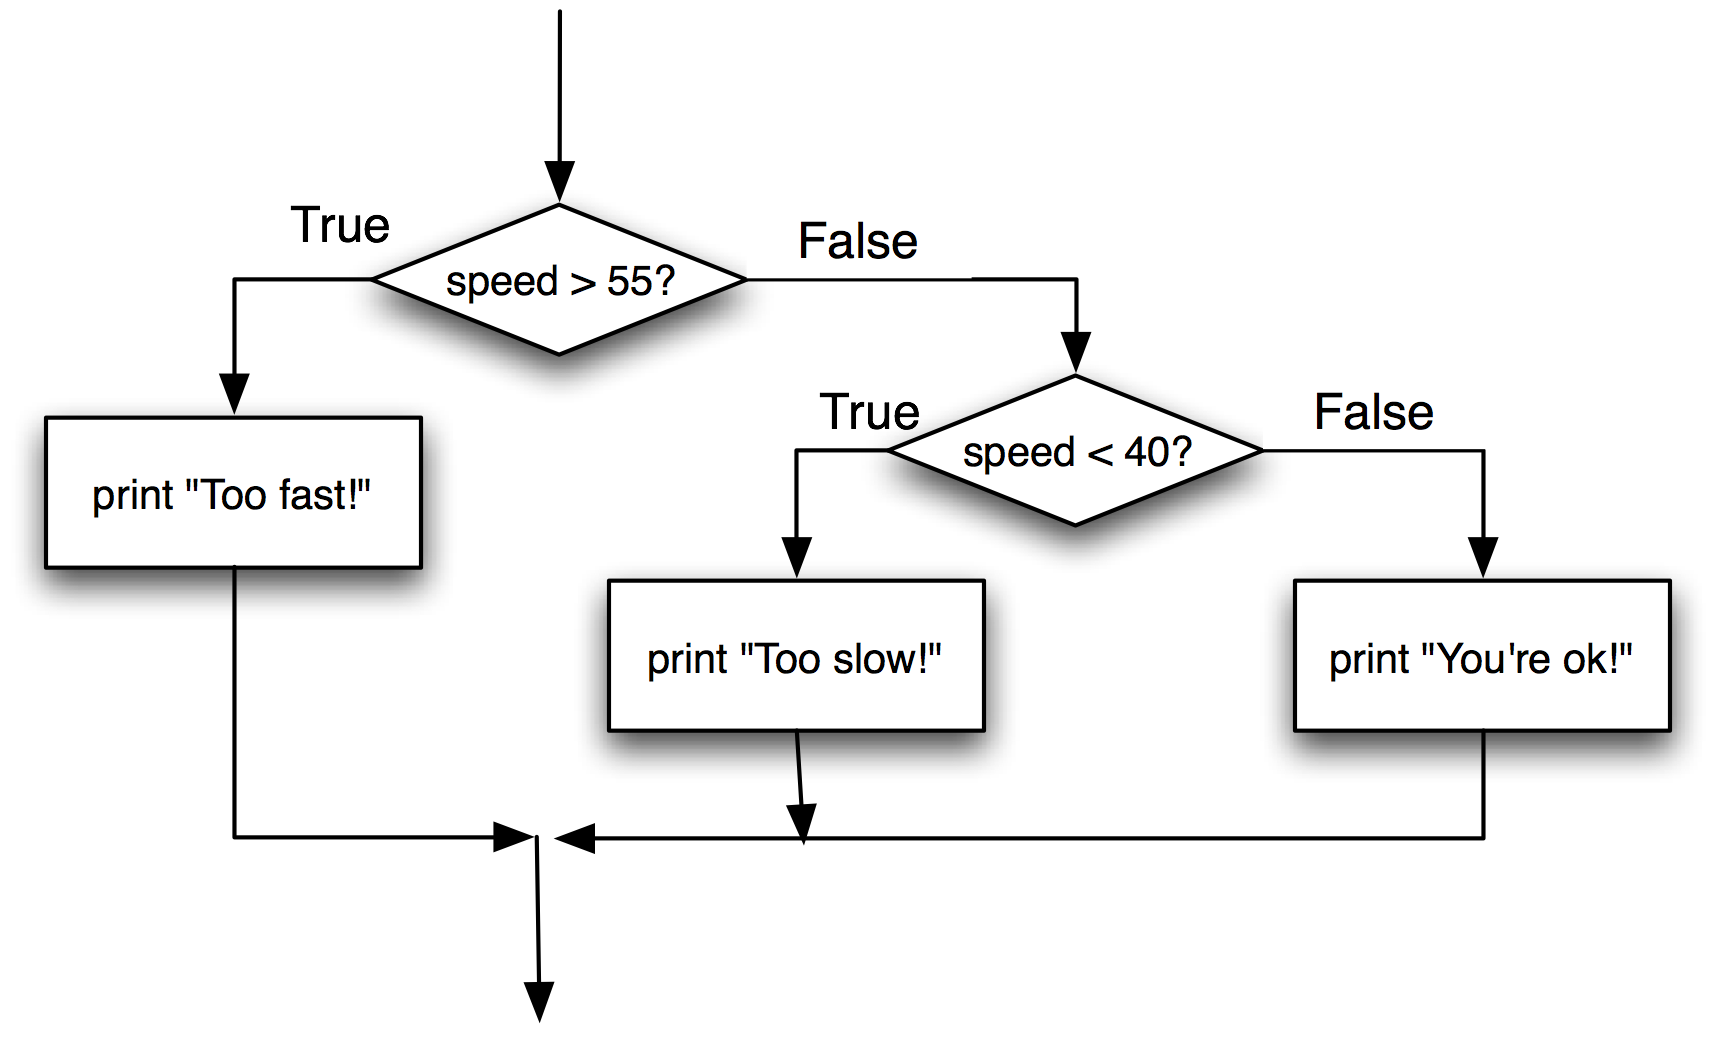 True
False
speed > 55?
True
False
speed < 40?
print "Too fast!"
print "Too slow!"
print "You're ok!"